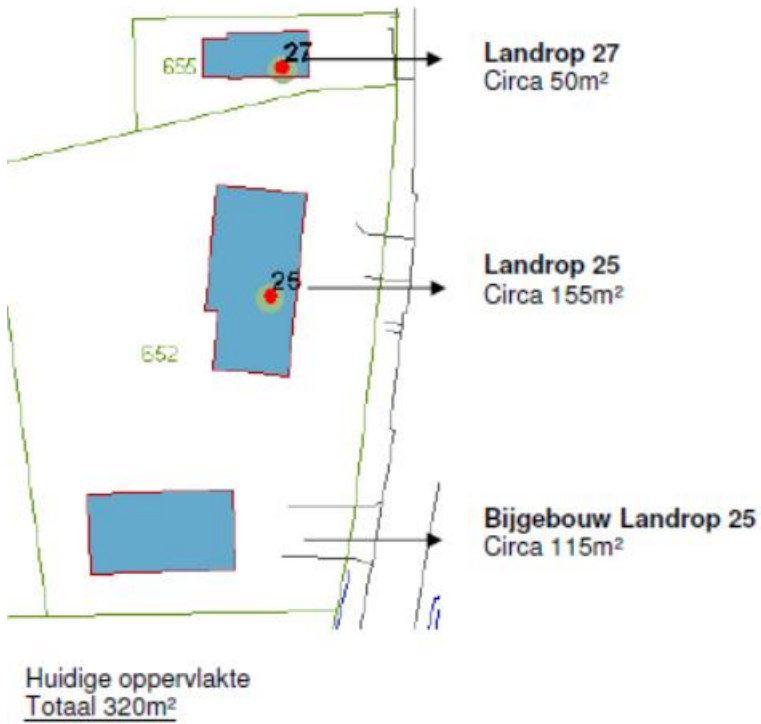 27
Landrop 27
655
Circa 50m²
Landrop 25
25
Circa 155m²
652
Bijgebouw Landrop 25
Circa 115m²
Huidige oppervlakte
Totaal 320m²